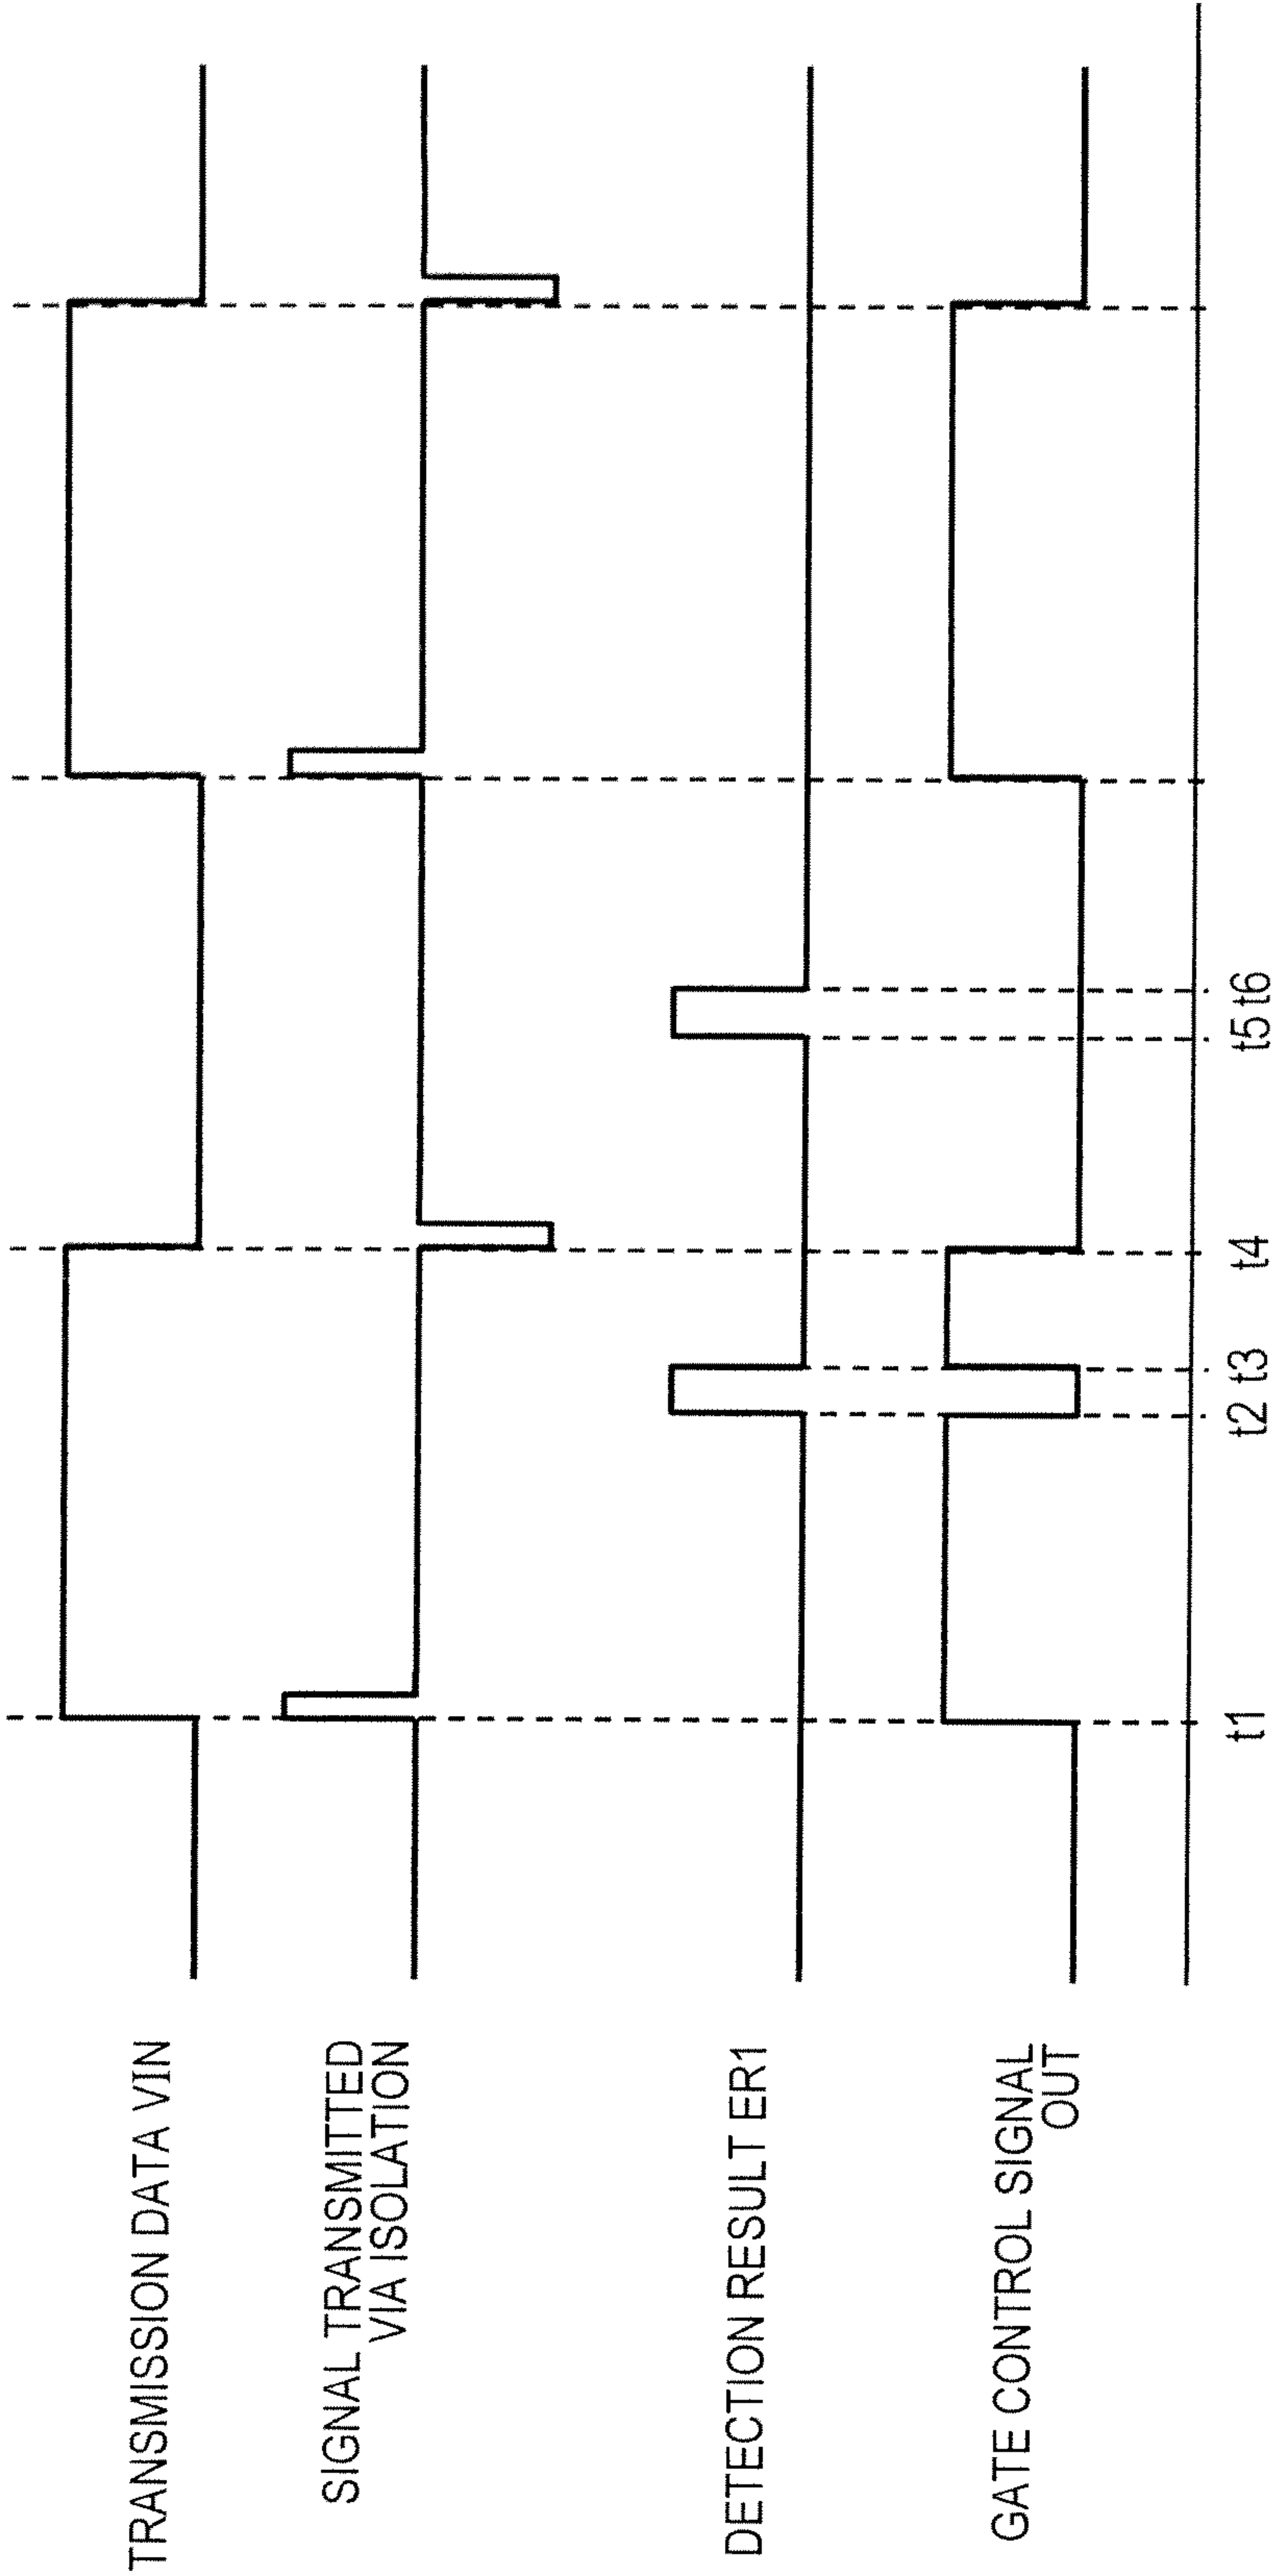 TRANSMISSION DATA VIN
SIGNAL TRANSMITTED
VIA ISOLATION
DETECTION RESULT ER1
GATE CONTROL SIGNAL
OUT
t1
t2
t3
t4
t5
t6